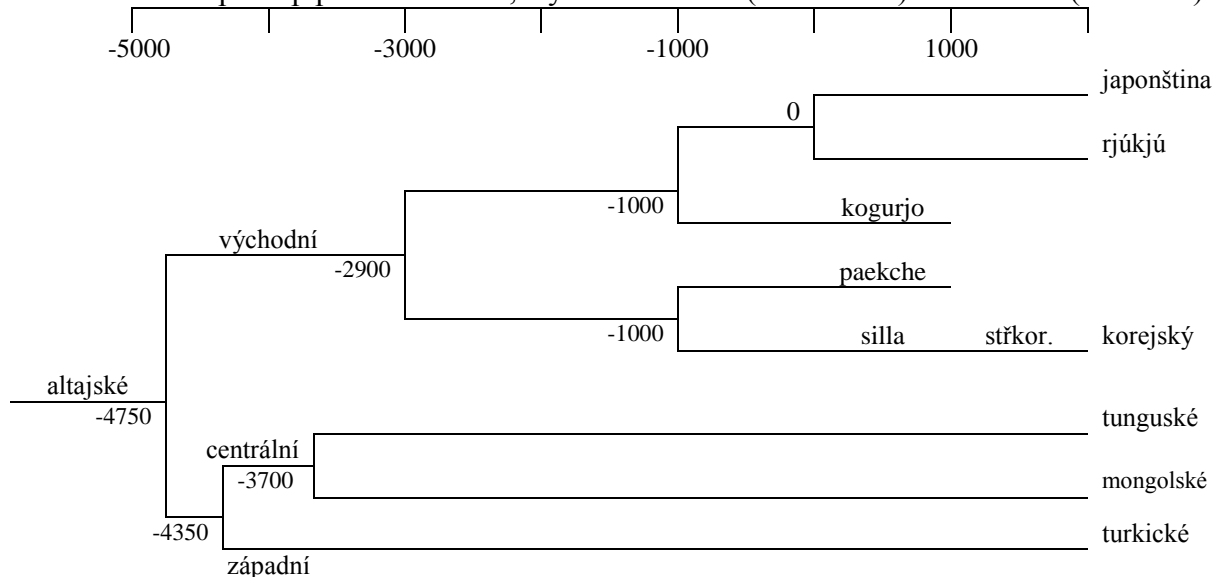 -5000 -3000 -1000 1000
japonština
0
rjúkjú
-1000
kogurjo
východní
-2900
paekche
-1000
silla střkor. korejský
altajské
-4750
tunguské
centrální
-3700
mongolské
-4350
turkické
západní